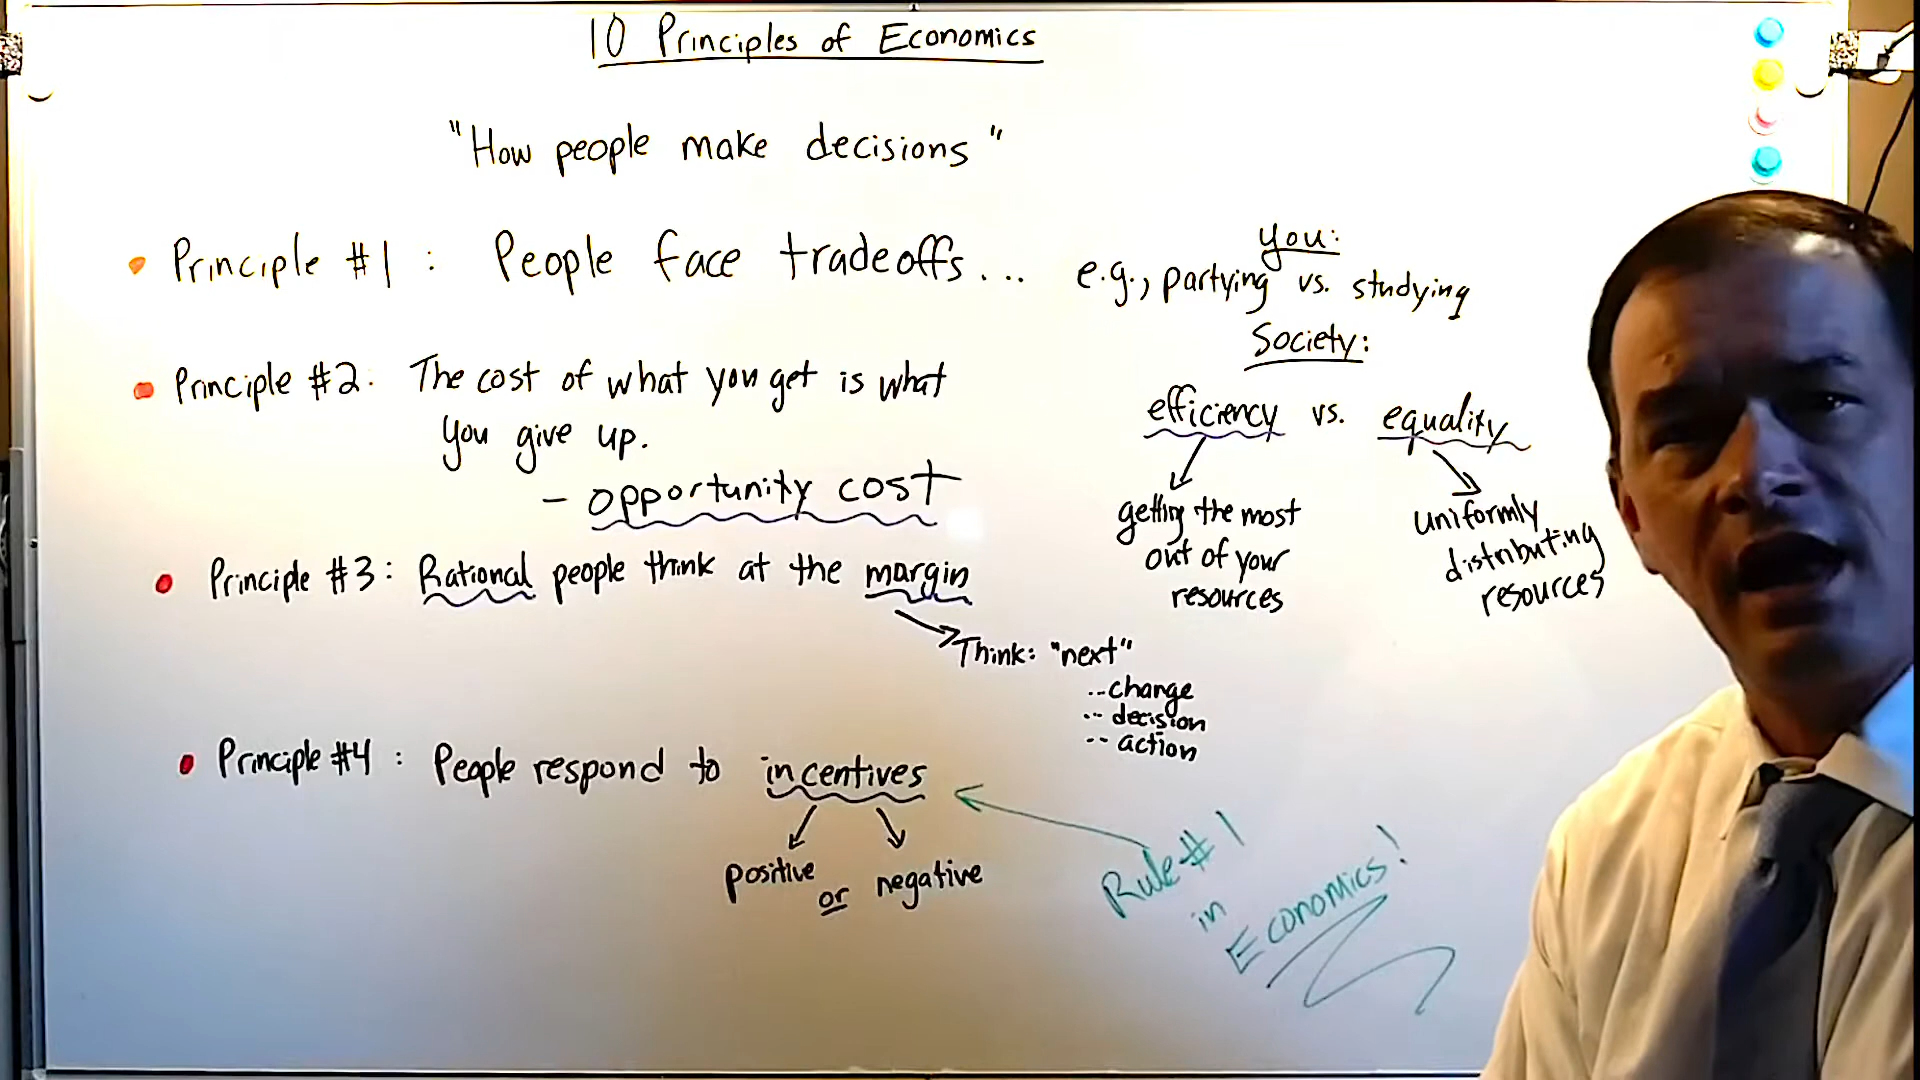 10 Principles of Economics
"How people make decisions"
• Principle #1 : People face tradeoffs...
you:
e.g., partying vs. studying
Society:
efficiency vs. equality
getting the most
out of your
resources
uniformly
distributing
resources
• Principle #2: The cost of what you get is what
you give up.
- opportunity cost
• Principle #3: Rational people think at the margin
Think: "next"
..change
.. decision
.. action
• Principle #4 : People respond to incentives
positive or negative
Rule #1
in
Economics!